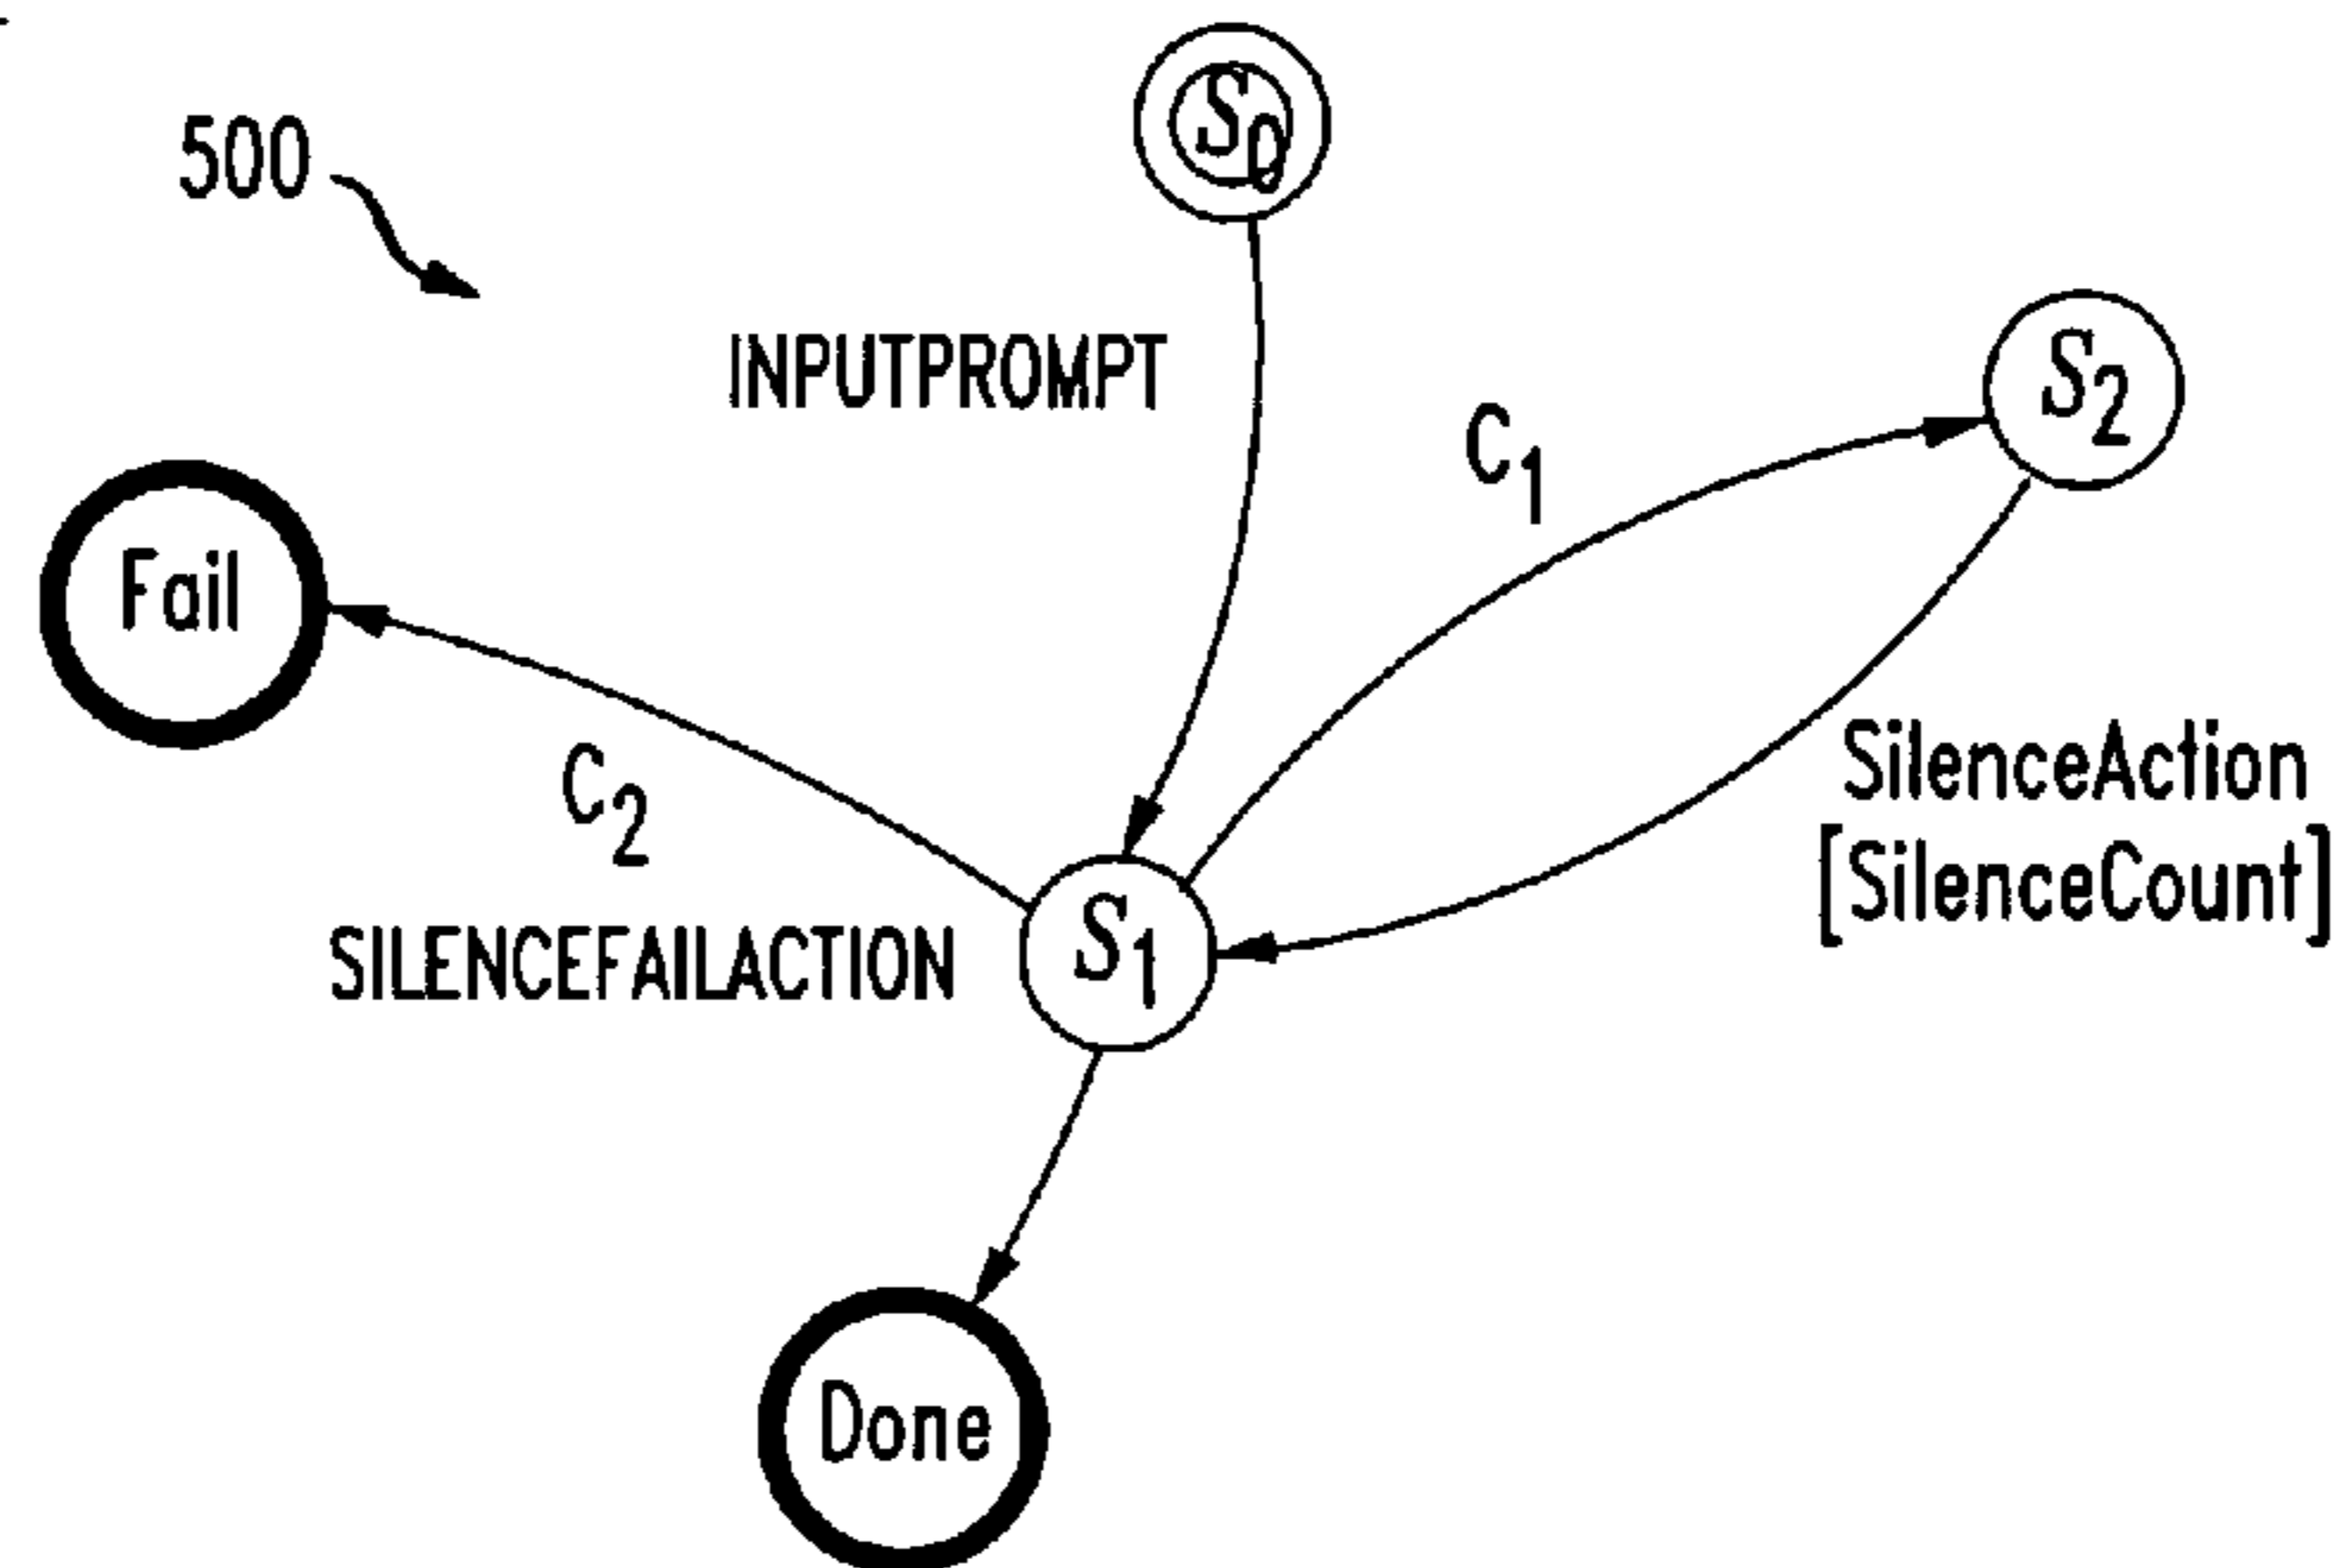 S0
500
INPUTPROMPT
C1
S2
Fail
C2
SilenceAction
[SilenceCount]
S1
SILENCEFAILACTION
Done